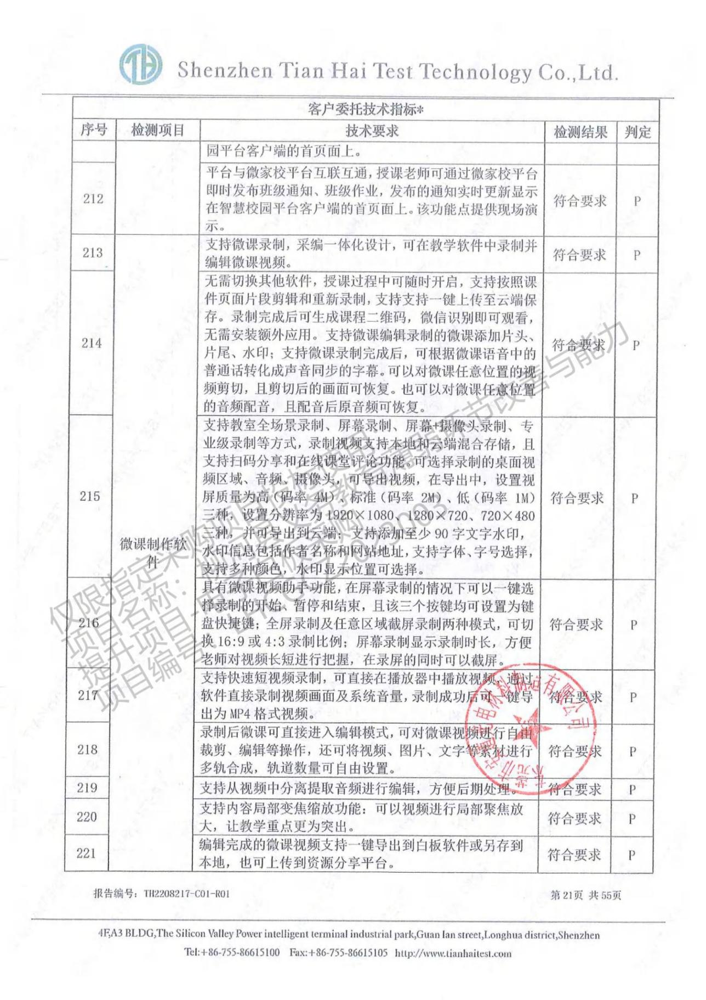 Shenzhen Tian Hai Test Technology Co.,Ltd.
客户委托技术指标*
序号 检测项目 技术要求 检测结果 判定
园平台客户端的首页面上。
212
平台与微家校平台互联互通，授课老师可通过微家校平台
即时发布班级通知、班级作业，发布的通知实时更新显示
在智慧校园平台客户端的首页面上。该功能点提供现场演
示。
符合要求 P
213
支持微课录制，采编一体化设计，可在教学软件中录制并
编辑微课视频。
符合要求 P
微课制作软
件
214
无需切换其他软件，授课过程中可随时开启，支持按照课
件页面片段剪辑和重新录制，支持支持一键上传至云端保
存。录制完成后可生成课程二维码，微信识别即可观看，
无需安装额外应用。支持微课编辑录制的微课添加片头、
片尾、水印；支持微课录制完成后，可根据微课语音中的
普通话转化成声音同步的字幕。可以对微课任意位置的视
频剪切，且剪切后的画面可恢复。也可以对微课任意位置
的音频配音，且配音后原音频可恢复。
符合要求 P
215
支持教室全场景录制、屏幕录制、屏幕+摄像头录制、专
业级录制等方式，录制视频支持本地和云端混合存储，且
支持扫码分享和在线课堂评论功能。可选择录制的桌面视
频区域、音频、摄像头，可导出视频，在导出中，设置视
屏质量为高（码率 4M）、标准（码率 2M）、低（码率 1M）
三种，设置分辨率为 1920×1080、1280×720、720×480
三种，并可导出到云端；支持添加至少 90 字文字水印，
水印信息包括作者名称和网站地址，支持字体、字号选择，
支持多种颜色，水印显示位置可选择。
符合要求 P
216
具有微课视频助手功能，在屏幕录制的情况下可以一键选
择录制的开始、暂停和结束，且该三个按键均可设置为键
盘快捷键；全屏录制及任意区域截屏录制两种模式，可切
换 16:9 或 4:3 录制比例；屏幕录制显示录制时长，方便
老师对视频长短进行把握，在录屏的同时可以截屏。
符合要求 P
217
支持快速短视频录制，可直接在播放器中播放视频，通过
软件直接录制视频画面及系统音量，录制成功后可一键导
出为 MP4 格式视频。
符合要求 P
218
录制后微课可直接进入编辑模式，可对微课视频进行自由
裁剪、编辑等操作，还可将视频、图片、文字等素材进行
多轨合成，轨道数量可自由设置。
符合要求 P
219
支持从视频中分离提取音频进行编辑，方便后期处理。
符合要求 P
220
支持内容局部变焦缩放功能：可以视频进行局部聚焦放
大，让教学重点更为突出。
符合要求 P
221
编辑完成的微课视频支持一键导出到白板软件或另存到
本地，也可上传到资源分享平台。
符合要求 P
仅限指定采购项目投标使用：
提升项目-电子白板采购
报告编号：TH2208217-C01-R01 第 21页 共 55页
4F,A3 BLDG,The Silicon Valley Power intelligent terminal industrial park,Guan lan street,Longhua district,Shenzhen
Tel:+86-755-86615100 Fax:+86-755-86615105 http://www.tianhaitest.com